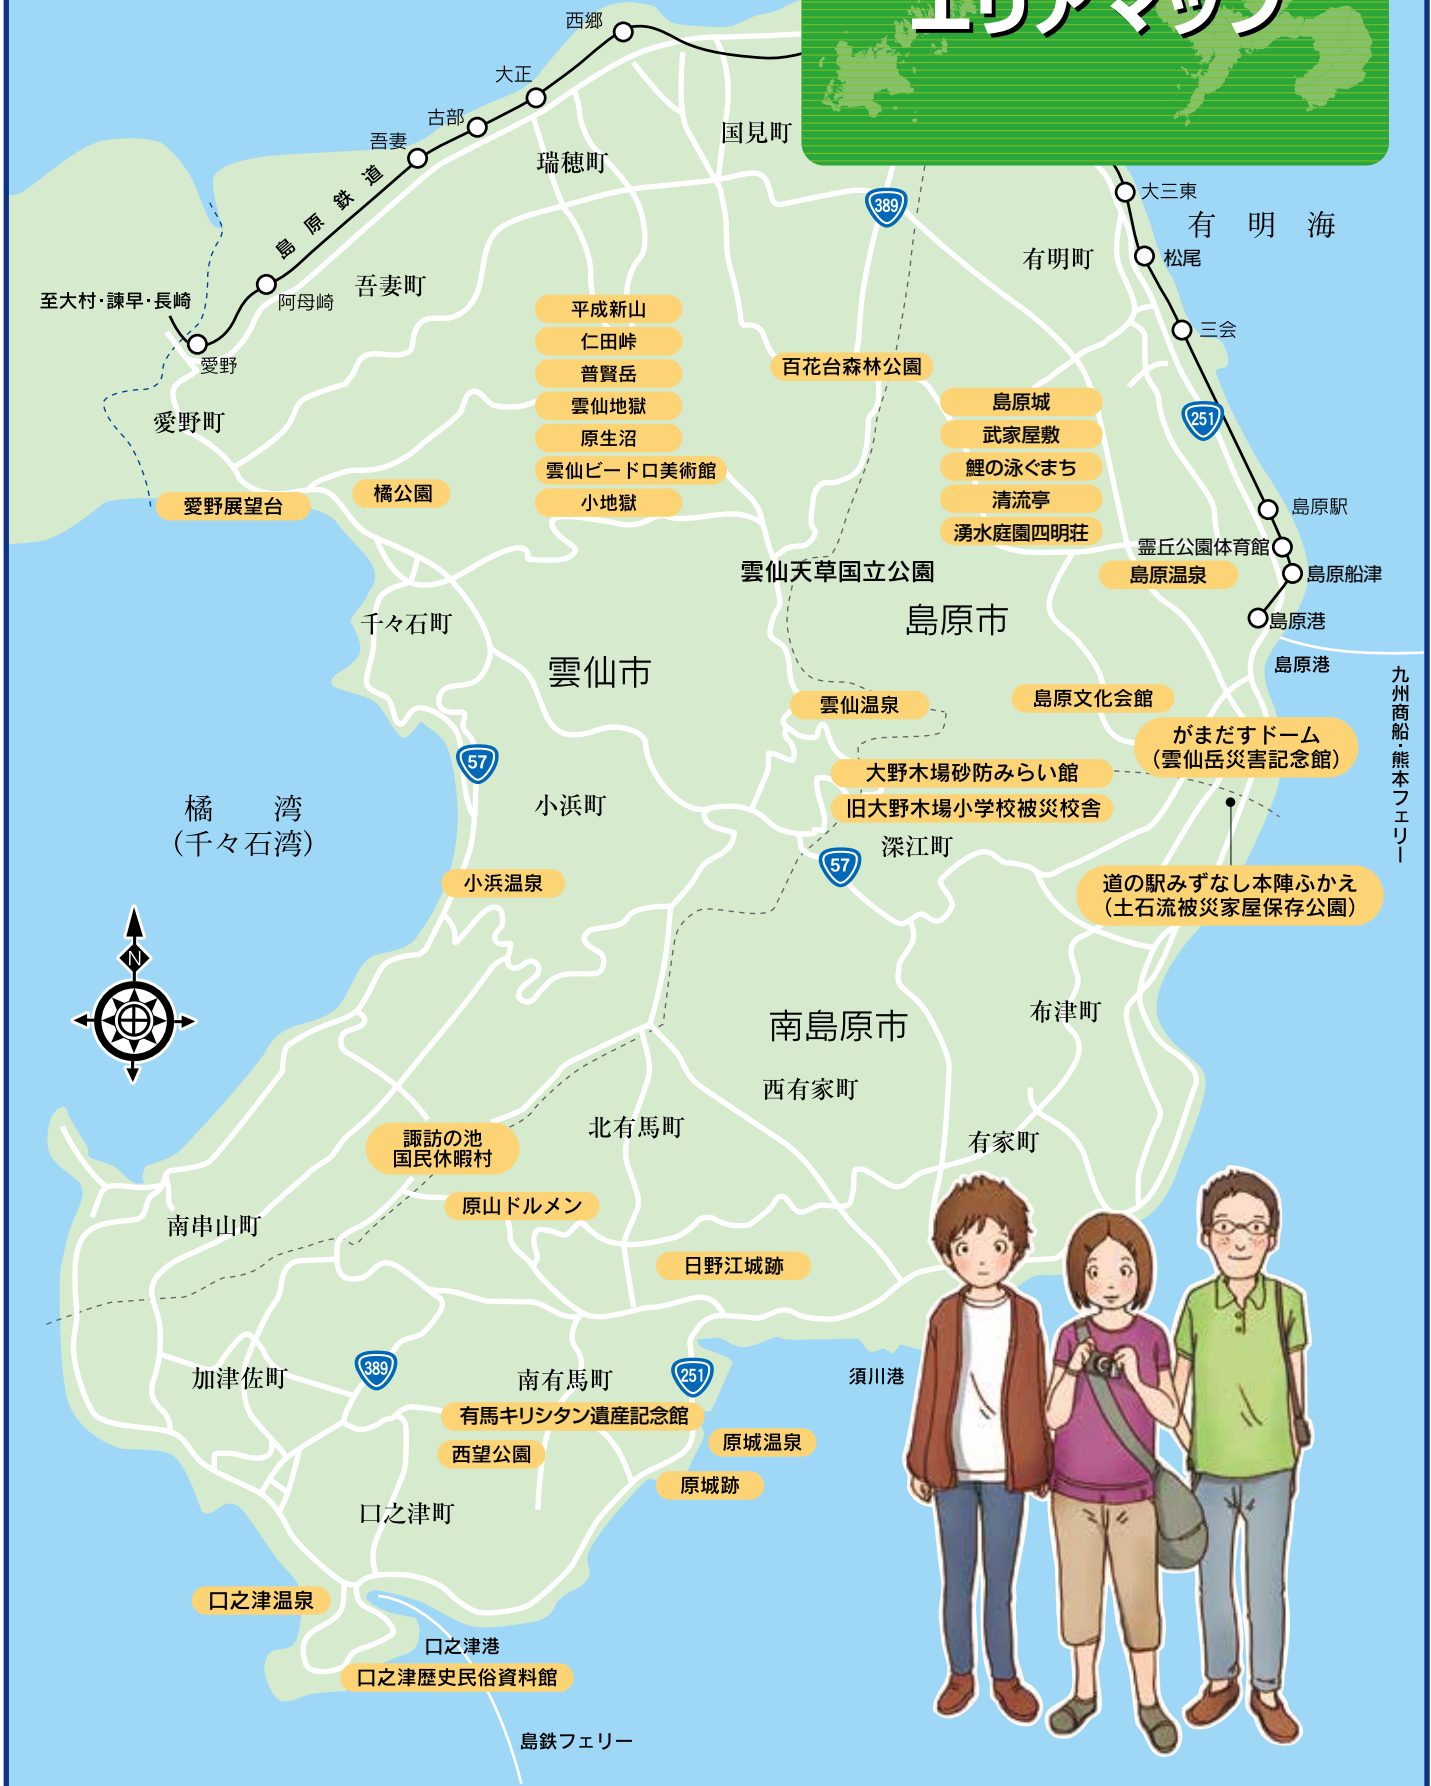 エリアマップ
西郷
大正
古部
吾妻
島原鉄道
国見町
瑞穂町
389
大三東
有明海
有明町
松尾
吾妻町
至大村・諫早・長崎
阿母崎
平成新山
三会
仁田峠
愛野
百花台森林公園
普賢岳
雲仙地獄
島原城
愛野町
251
原生沼
武家屋敷
雲仙ビードロ美術館
鯉の泳ぐまち
橘公園
小地獄
清流亭
愛野展望台
島原駅
湧水庭園四明荘
霊丘公園体育館
雲仙天草国立公園
島原温泉
島原船津
千々石町
島原市
島原港
島原港
雲仙市
九州商船・熊本フェリー
雲仙温泉
島原文化会館
がまだすドーム
(雲仙岳災害記念館)
57
大野木場砂防みらい館
橘湾
(千々石湾)
小浜町
旧大野木場小学校被災校舎
深江町
57
小浜温泉
道の駅みずなし本陣ふかえ
(土石流被災家屋保存公園)
N
布津町
南島原市
西有家町
北有馬町
諏訪の池
国民休暇村
有家町
原山ドルメン
南串山町
日野江城跡
加津佐町
389
南有馬町
251
須川港
有馬キリシタン遺産記念館
西望公園
原城温泉
原城跡
口之津町
口之津温泉
口之津港
口之津歴史民俗資料館
島鉄フェリー